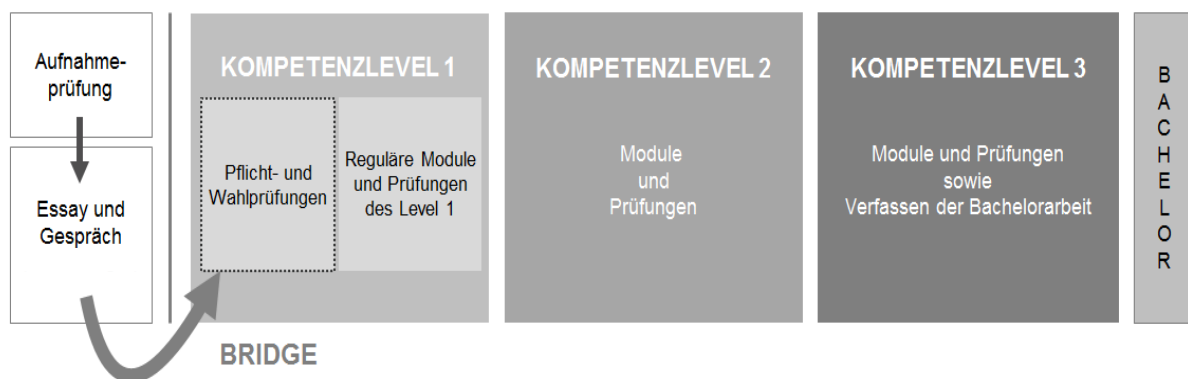 Aufnahme-
prüfung
Essay und
Gespräch
KOMPETENZLEVEL 1
Pflicht- und
Wahlprüfungen
Reguläre Module
und Prüfungen
des Level 1
BRIDGE
KOMPETENZLEVEL 2
Module
und
Prüfungen
KOMPETENZLEVEL 3
Module und Prüfungen
sowie
Verfassen der Bachelorarbeit
BACHELOR